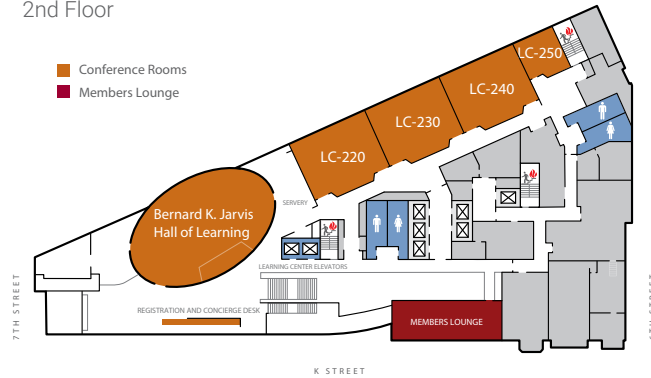 2nd Floor
Conference Rooms
Members Lounge
LC-250
LC-240
LC-230
LC-220
SERVERY
Bernard K. Jarvis
Hall of Learning
LEARNING CENTER ELEVATORS
REGISTRATION AND CONCIERGE DESK
MEMBERS LOUNGE
7TH STREET
K STREET